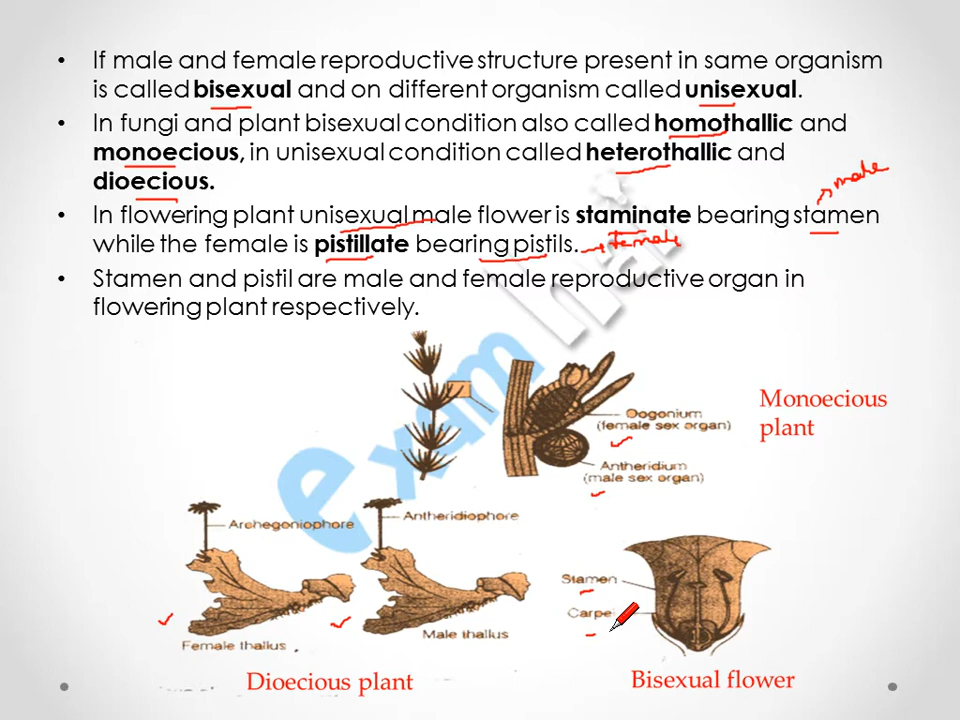 • If male and female reproductive structure present in same organism
is called bisexual and on different organism called unisexual.
• In fungi and plant bisexual condition also called homothallic and
monoecious, in unisexual condition called heterothallic and
dioecious.
male
• In flowering plant unisexual male flower is staminate bearing stamen
while the female is pistillate bearing pistils. → female
• Stamen and pistil are male and female reproductive organ in
flowering plant respectively.
exam hai
Monoecious
plant
Oogonium
(female sex organ)
Antheridium
(male sex organ)
Archegoniophore
Antheridiophore
Stamen
Carpe
Male thallus
Female thallus
Dioecious plant
Bisexual flower